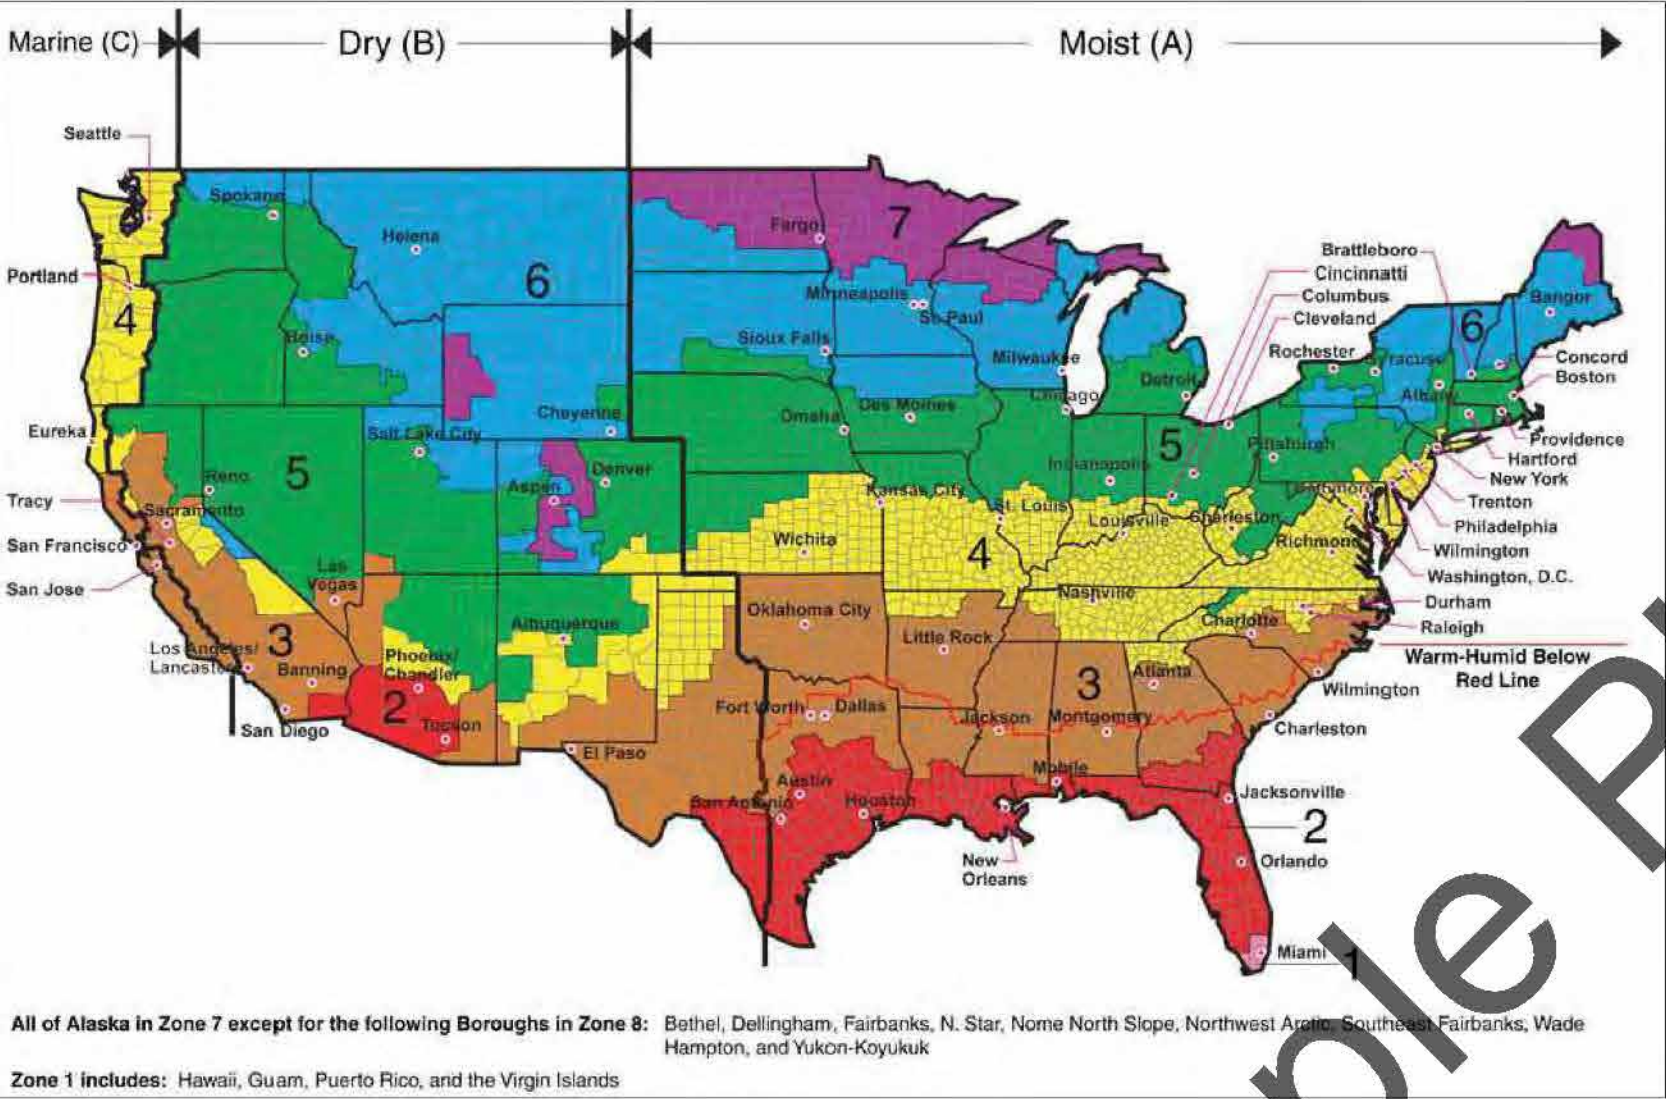 Marine (C)
Dry (B)
Moist (A)
Seattle
Spokane
Helena
Fargo
7
6
Portland
4
Boise
Minneapolis
St. Paul
Sioux Falls
Milwaukee
Brattleboro
Cincinnatti
Columbus
Cleveland
Rochester
Syracuse
6
Bangor
Concord
Boston
Detroit
Chicago
Albany
Cheyenne
Omaha
Des Moines
Eureka
Salt Lake City
Providence
Hartford
New York
Pittsburgh
5
Indianapolis
5
Reno
Denver
Aspen
Kansas City
St. Louis
Baltimore
Trenton
Tracy
Sacramento
Louisville
Charleston
Philadelphia
San Francisco
Wichita
4
Richmond
Wilmington
Las
Vegas
Washington, D.C.
San Jose
Nashville
Durham
Oklahoma City
Albuquerque
Charlotte
Raleigh
3
Little Rock
Los Angeles/
Lancaster
Banning
Phoenix/
Chandler
Atlanta
Warm-Humid Below
Red Line
3
Wilmington
2
Fort Worth
Dallas
Jackson
Montgomery
San Diego
Tucson
Charleston
El Paso
Mobile
Austin
San Antonio
Houston
Jacksonville
2
New
Orleans
Orlando
Miami
1
All of Alaska in Zone 7 except for the following Boroughs in Zone 8: Bethel, Dellingham, Fairbanks, N. Star, Nome North Slope, Northwest Arctic, Southeast Fairbanks, Wade
Hampton, and Yukon-Koyukuk
Zone 1 includes: Hawaii, Guam, Puerto Rico, and the Virgin Islands
ple P